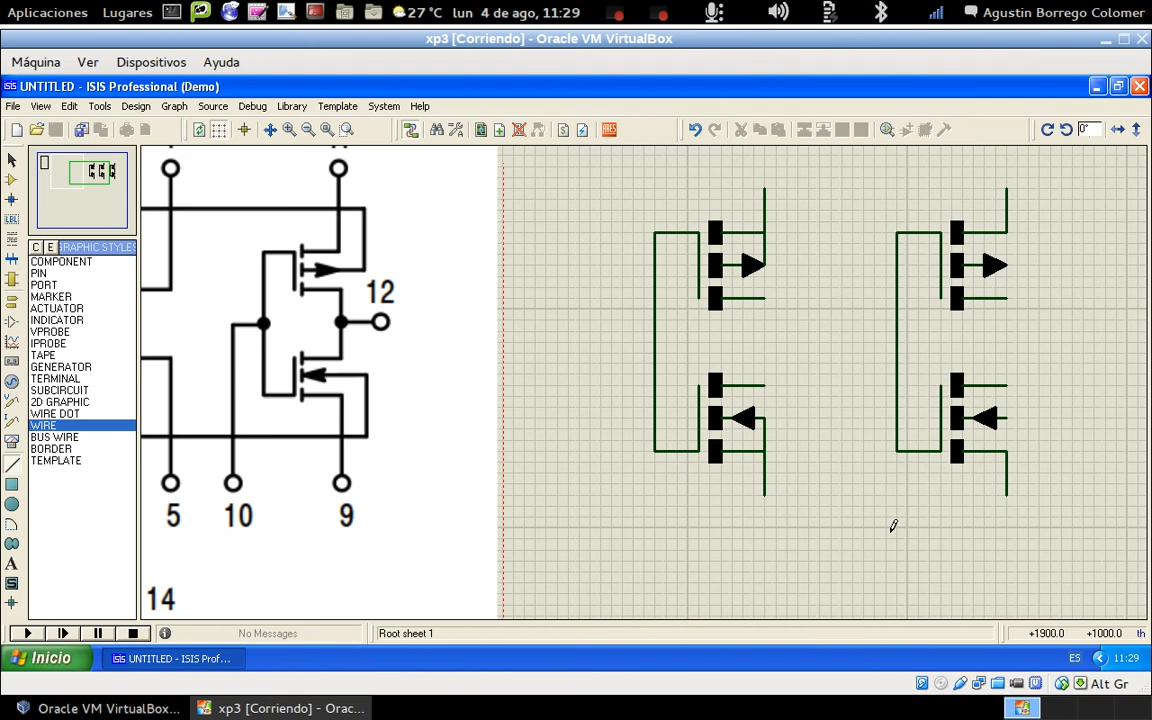 Aplicaciones Lugares 27 °C lun 4 de ago, 11:29 Agustin Borrego Colomer
xp3 [Corriendo] - Oracle VM VirtualBox
Máquina Ver Dispositivos Ayuda
UNTITLED - ISIS Professional (Demo)
File View Edit Tools Design Graph Source Debug Library Template System Help
ARES
0°
LBL
C E GRAPHIC STYLES
COMPONENT
PIN
PORT
MARKER
ACTUATOR
INDICATOR
VPROBE
IPROBE
TAPE
GENERATOR
TERMINAL
SUBCIRCUIT
2D GRAPHIC
WIRE DOT
WIRE
BUS WIRE
BORDER
TEMPLATE
12
5 10 9
14
No Messages Root sheet 1 +1900.0 +1000.0 th
Inicio UNTITLED - ISIS Prof... ES 11:29
Alt Gr
Oracle VM VirtualBox... xp3 [Corriendo] - Orac...